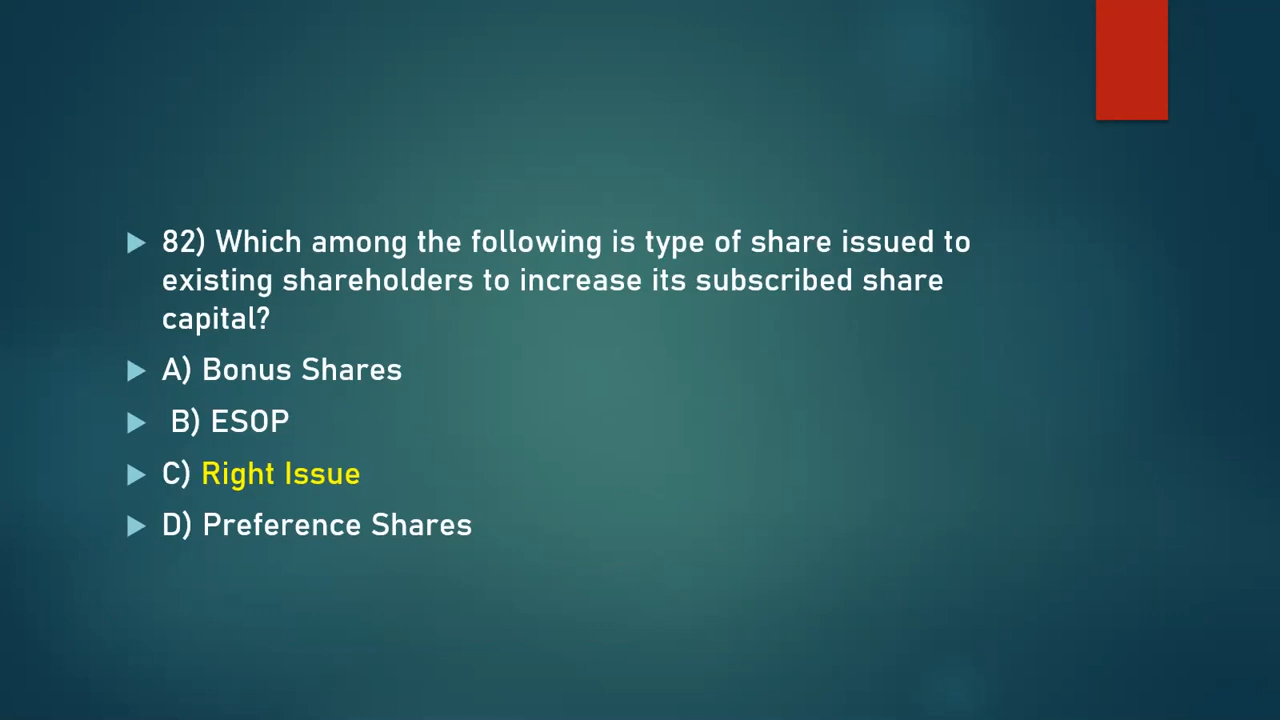 82) Which among the following is type of share issued to
existing shareholders to increase its subscribed share
capital?
A) Bonus Shares
B) ESOP
C) Right Issue
D) Preference Shares